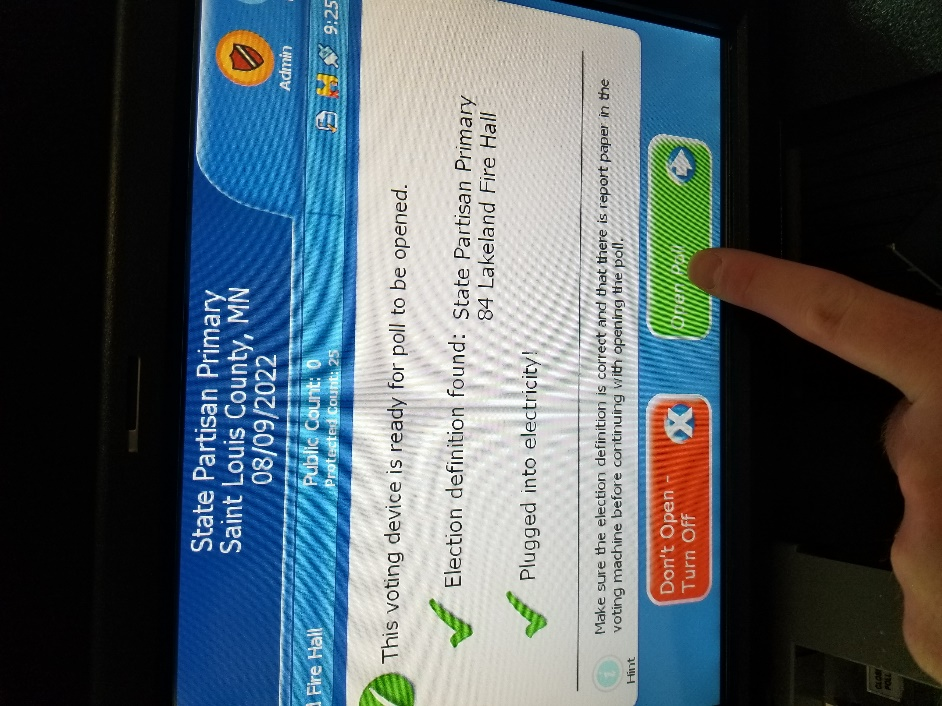 State Partisan Primary
Saint Louis County, MN
08/09/2022
Admin
Fire Hall
Public Count: 0
Protected Count: 25
9:25
This voting device is ready for poll to be opened.
Election definition found: State Partisan Primary
84 Lakeland Fire Hall
Plugged into electricity!
Hint
Make sure the election definition is correct and that there is report paper in the
voting machine before continuing with opening the poll.
Don't Open -
Turn Off
Open Poll
CLOSE
POLL